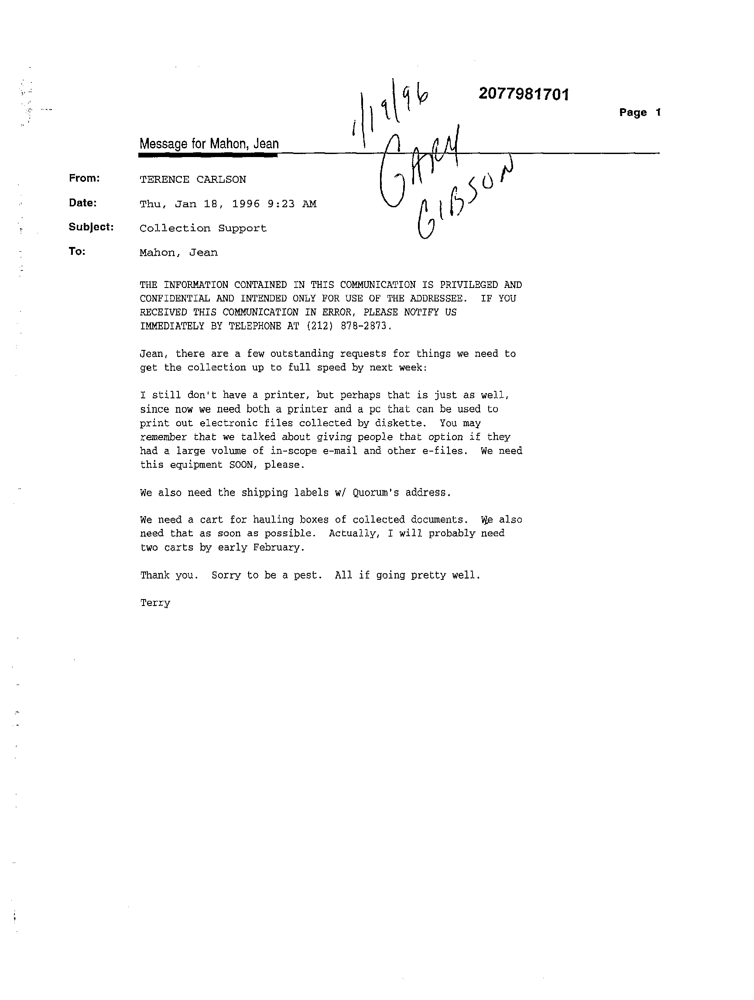 1/19/96
2077981701
Page 1
GARY
GIBSON
Message for Mahon, Jean
From: TERENCE CARLSON
Date: Thu, Jan 18, 1996 9:23 AM
Subject: Collection Support
To: Mahon, Jean
THE INFORMATION CONTAINED IN THIS COMMUNICATION IS PRIVILEGED AND
CONFIDENTIAL AND INTENDED ONLY FOR USE OF THE ADDRESSEE. IF YOU
RECEIVED THIS COMMUNICATION IN ERROR, PLEASE NOTIFY US
IMMEDIATELY BY TELEPHONE AT (212) 878-2873.
Jean, there are a few outstanding requests for things we need to
get the collection up to full speed by next week:
I still don't have a printer, but perhaps that is just as well,
since now we need both a printer and a pc that can be used to
print out electronic files collected by diskette. You may
remember that we talked about giving people that option if they
had a large volume of in-scope e-mail and other e-files. We need
this equipment SOON, please.
We also need the shipping labels w/ Quorum's address.
We need a cart for hauling boxes of collected documents. We also
need that as soon as possible. Actually, I will probably need
two carts by early February.
Thank you. Sorry to be a pest. All if going pretty well.
Terry